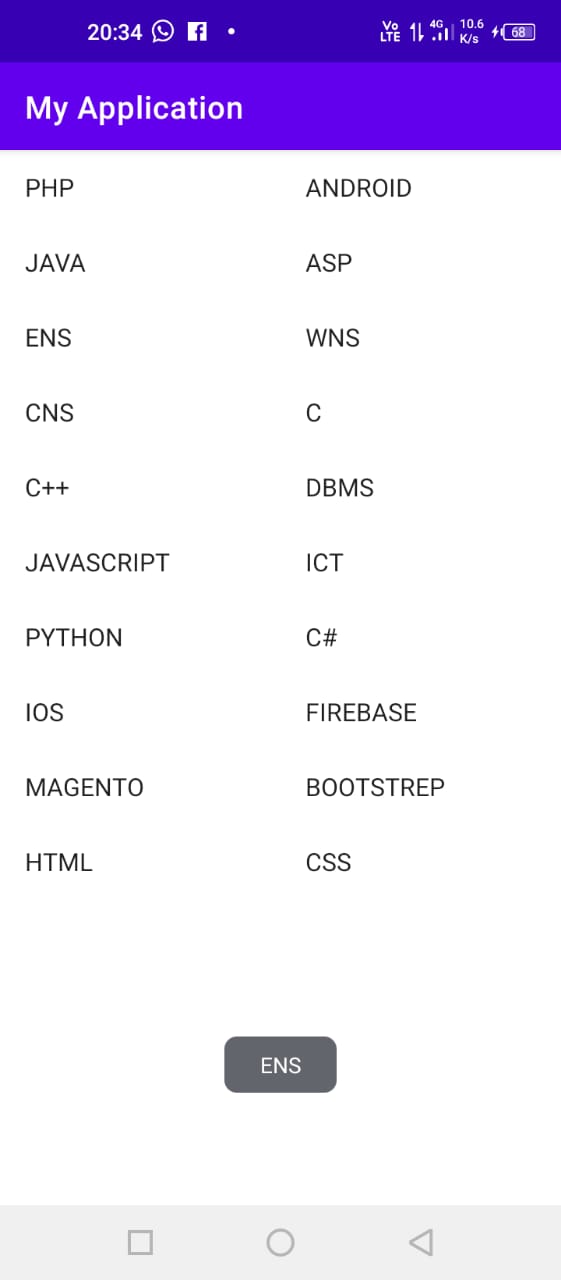 20:34 Vo LTE 4G 10.6 K/s 68
My Application
PHP ANDROID
JAVA ASP
ENS WNS
CNS C
C++ DBMS
JAVASCRIPT ICT
PYTHON C#
IOS FIREBASE
MAGENTO BOOTSTREP
HTML CSS
ENS